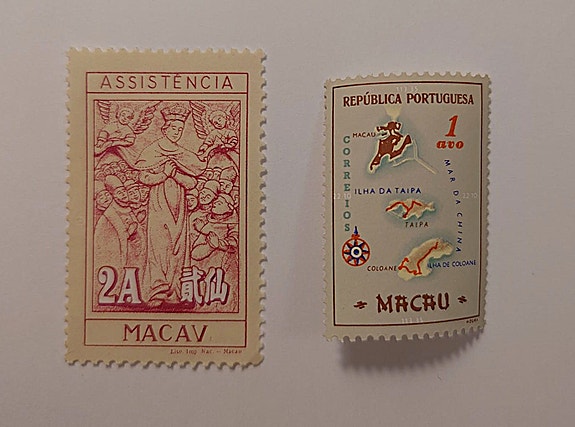 ASSISTÊNCIA
2A 貳仙
MACAV
Lito. Imp. Nac. - Macau
REPÚBLICA PORTUGUESA
1
avo
MACAU
CORREIOS
MAR DA CHINA
ILHA DA TAIPA
TAIPA
COLOANE
ILHA DE COLOANE
MACAU